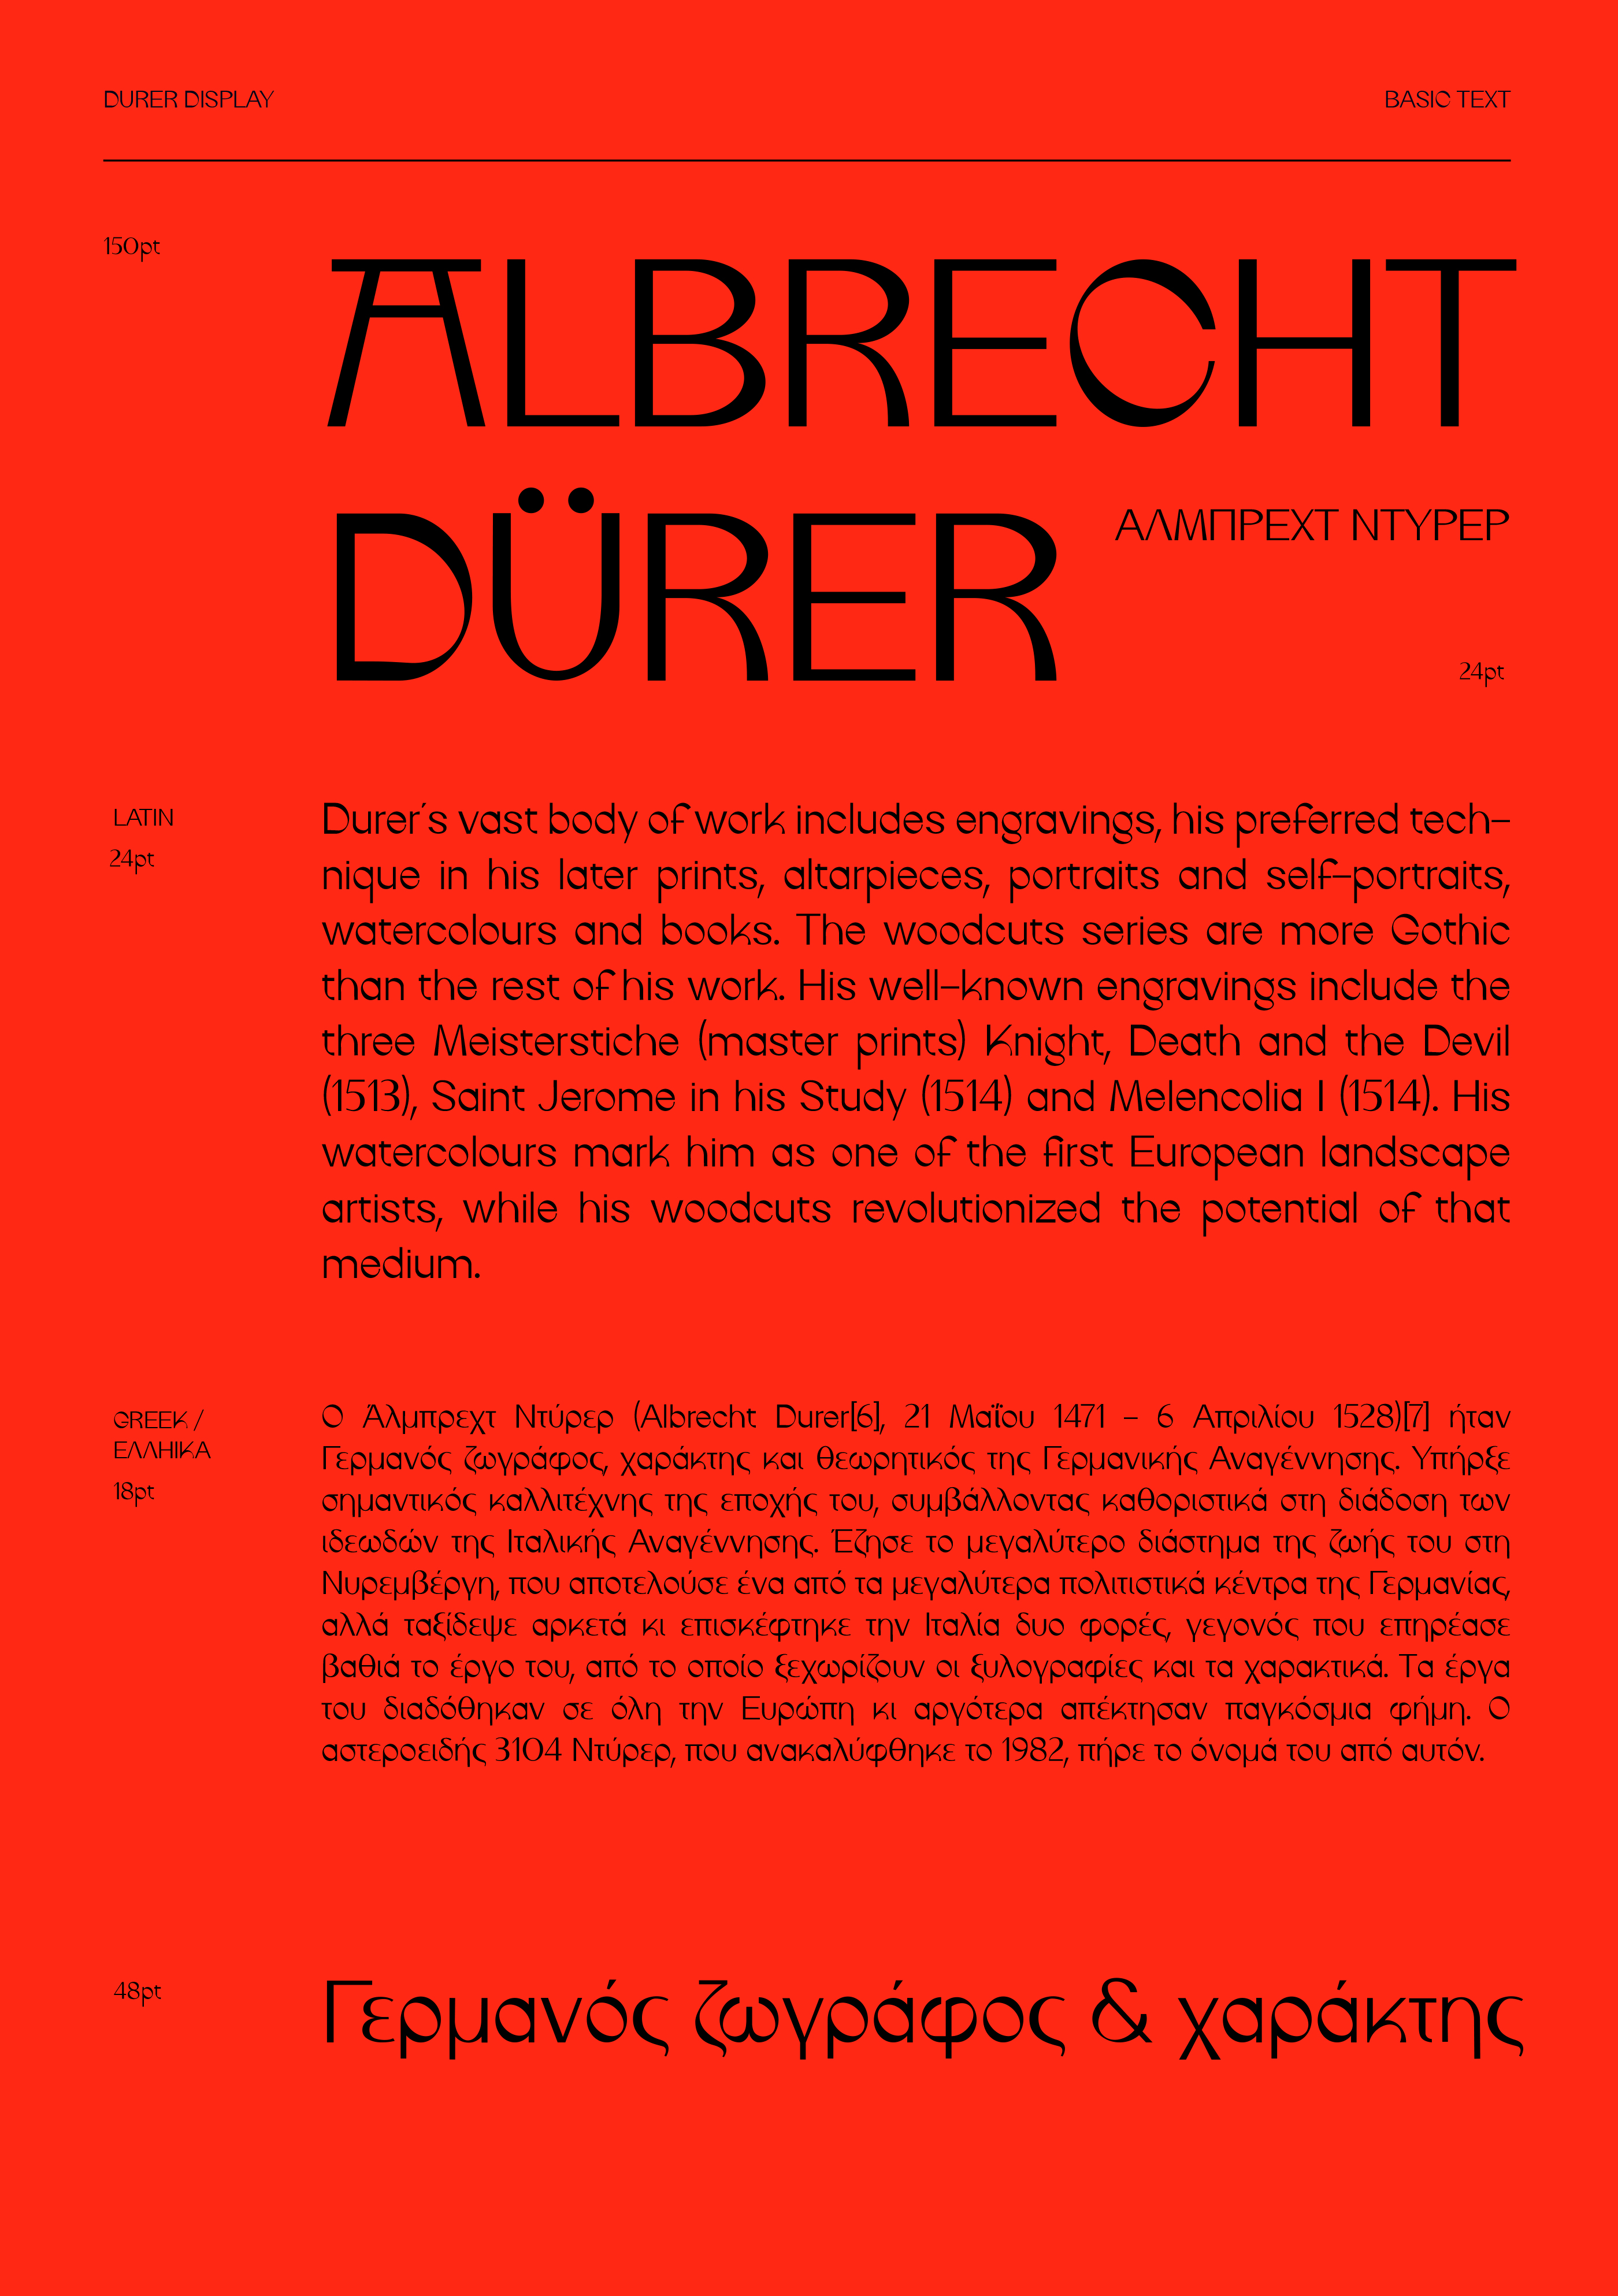 DURER DISPLAY
BASIC TEXT
150pt
ALBRECHT
DÜRER
ΑΛΜΠΡΕΧΤ ΝΤΥΡΕΡ
24pt
LATIN
24pt
Durer´s vast body of work includes engravings, his preferred tech-
nique in his later prints, altarpieces, portraits and self-portraits,
watercolours and books. The woodcuts series are more Gothic
than the rest of his work. His well-known engravings include the
three Meisterstiche (master prints) Knight, Death and the Devil
(1513), Saint Jerome in his Study (1514) and Melencolia I (1514). His
watercolours mark him as one of the first European landscape
artists, while his woodcuts revolutionized the potential of that
medium.
GREEK /
ΕΛΛΗΙΚΑ
18pt
Ο Άλμπρεχτ Ντύρερ (Albrecht Durer[6], 21 Μαΐου 1471 – 6 Απριλίου 1528)[7] ήταν
Γερμανός ζωγράφος, χαράκτης και θεωρητικός της Γερμανικής Αναγέννησης. Υπήρξε
σημαντικός καλλιτέχνης της εποχής του, συμβάλλοντας καθοριστικά στη διάδοση των
ιδεωδών της Ιταλικής Αναγέννησης. Έζησε το μεγαλύτερο διάστημα της ζωής του στη
Νυρεμβέργη, που αποτελούσε ένα από τα μεγαλύτερα πολιτιστικά κέντρα της Γερμανίας,
αλλά ταξίδεψε αρκετά κι επισκέφτηκε την Ιταλία δυο φορές, γεγονός που επηρέασε
βαθιά το έργο του, από το οποίο ξεχωρίζουν οι ξυλογραφίες και τα χαρακτικά. Τα έργα
του διαδόθηκαν σε όλη την Ευρώπη κι αργότερα απέκτησαν παγκόσμια φήμη. Ο
αστεροειδής 3104 Ντύρερ, που ανακαλύφθηκε το 1982, πήρε το όνομά του από αυτόν.
48pt
Γερμανός ζωγράφος & χαράκτης